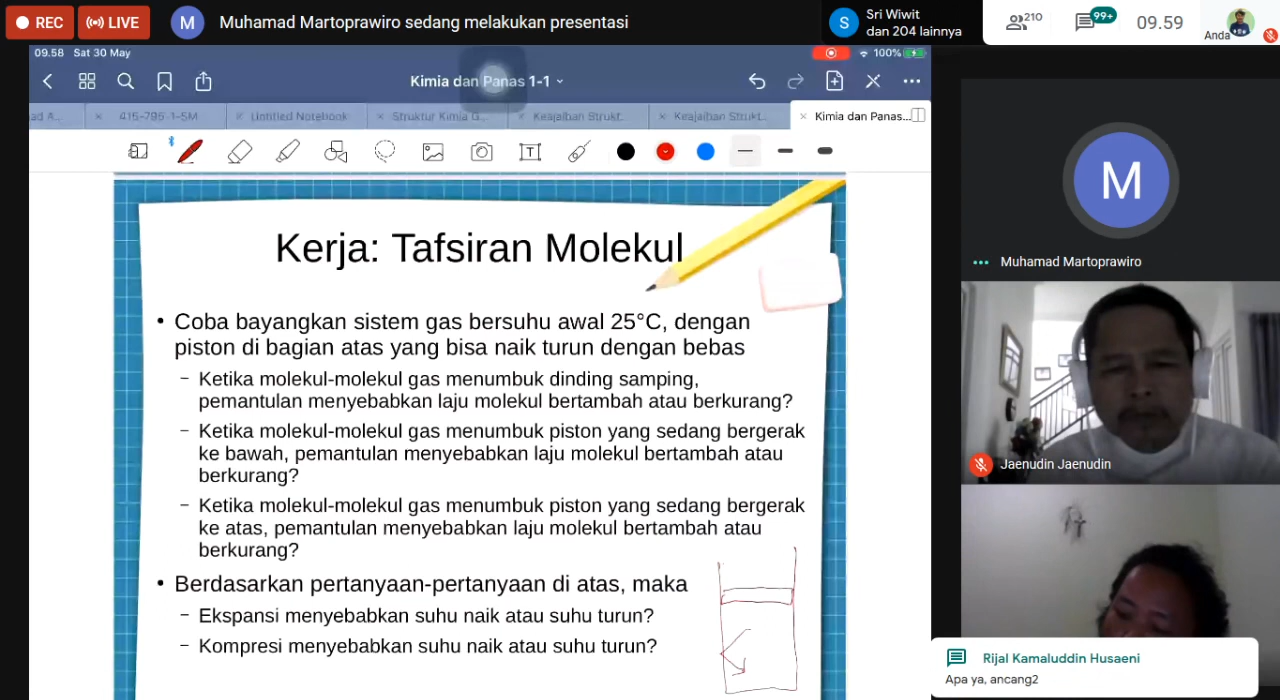 REC
LIVE
M
Muhamad Martoprawiro sedang melakukan presentasi
S
Sri Wiwit
dan 204 lainnya
210
99+
09.59
Anda
09.58 Sat 30 May
100%
Kimia dan Panas 1-1
ad A...
415-795-1-5M
Untitled Notebook
Struktur Kimia G...
Keajaiban Strukt...
Keajaiban Strukt...
Kimia dan Panas...
T
Kerja: Tafsiran Molekul
• Coba bayangkan sistem gas bersuhu awal 25°C, dengan
piston di bagian atas yang bisa naik turun dengan bebas
– Ketika molekul-molekul gas menumbuk dinding samping,
pemantulan menyebabkan laju molekul bertambah atau berkurang?
– Ketika molekul-molekul gas menumbuk piston yang sedang bergerak
ke bawah, pemantulan menyebabkan laju molekul bertambah atau
berkurang?
– Ketika molekul-molekul gas menumbuk piston yang sedang bergerak
ke atas, pemantulan menyebabkan laju molekul bertambah atau
berkurang?
• Berdasarkan pertanyaan-pertanyaan di atas, maka
– Ekspansi menyebabkan suhu naik atau suhu turun?
– Kompresi menyebabkan suhu naik atau suhu turun?
M
Muhamad Martoprawiro
Jaenudin Jaenudin
Rijal Kamaluddin Husaeni
Apa ya, ancang2